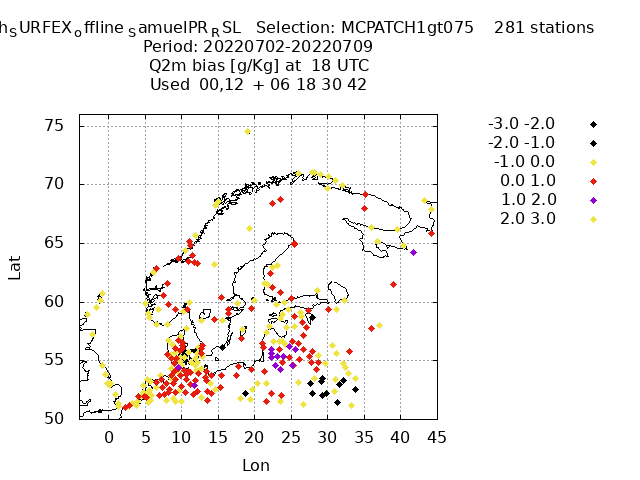 hSURFEXoffline SamuelPRRSL Selection: MCPATCH1gt075 281 stations
Period: 20220702-20220709
Q2m bias [g/Kg] at 18 UTC
Used 00,12 + 06 18 30 42
75
70
65
60
55
50
Lat
0 5 10 15 20 25 30 35 40 45
Lon
-3.0 -2.0
-2.0 -1.0
-1.0 0.0
0.0 1.0
1.0 2.0
2.0 3.0